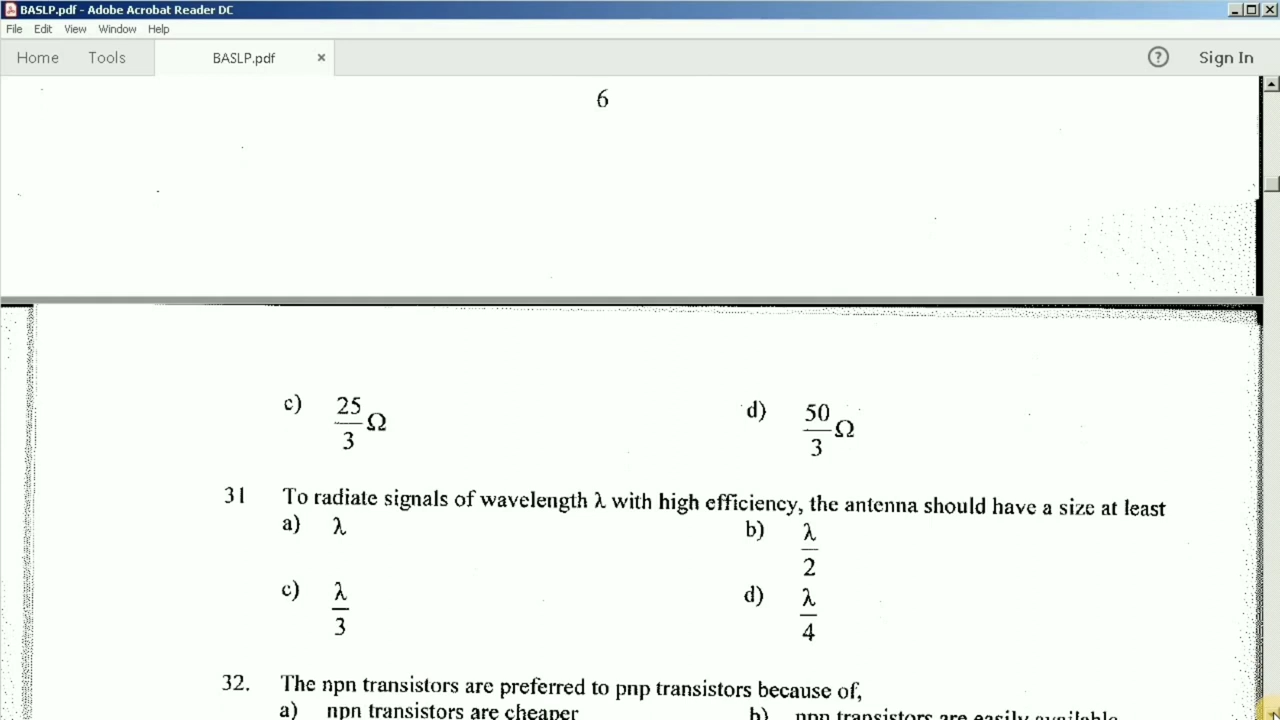 BASLP.pdf - Adobe Acrobat Reader DC
File Edit View Window Help
Home Tools BASLP.pdf × ? Sign In
6
c) 25/3 Ω d) 50/3 Ω
31 To radiate signals of wavelength λ with high efficiency, the antenna should have a size at least
a) λ b) λ/2
c) λ/3 d) λ/4
32. The npn transistors are preferred to pnp transistors because of,
a) npn transistors are cheaper b) npn transistors are easily available